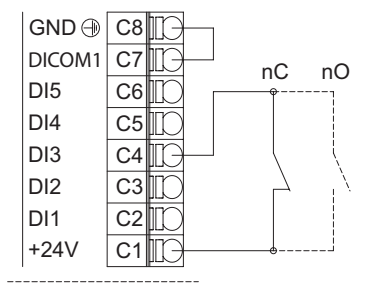 GND ⏚ C8
DICOM1 C7
nC nO
DI5 C6
DI4 C5
DI3 C4
DI2 C3
DI1 C2
+24V C1